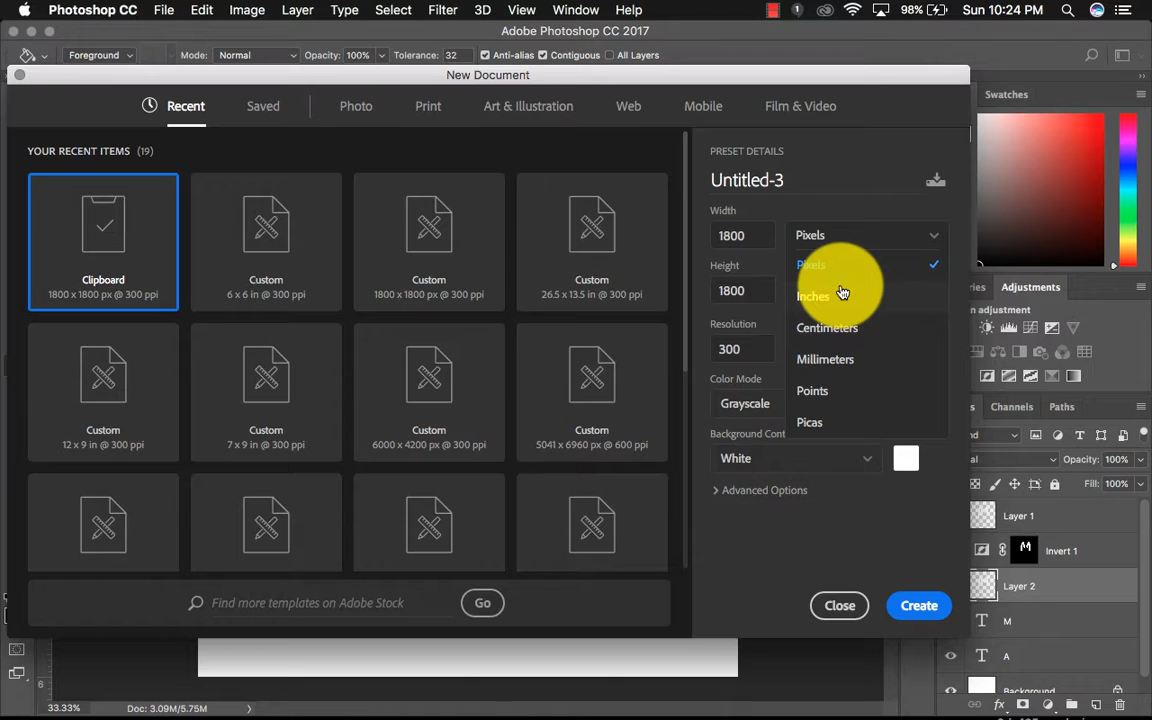 Photoshop CC File Edit Image Layer Type Select Filter 3D View Window Help 1 98% Sun 10:24 PM
Adobe Photoshop CC 2017
Foreground Mode: Normal Opacity: 100% Tolerance: 32 Anti-alias Contiguous All Layers
New Document
Recent Saved Photo Print Art & Illustration Web Mobile Film & Video
Swatches
YOUR RECENT ITEMS (19)
Clipboard
1800 x 1800 px @ 300 ppi
Custom
6 x 6 in @ 300 ppi
Custom
1800 x 1800 px @ 300 ppi
Custom
26.5 x 13.5 in @ 300 ppi
Custom
12 x 9 in @ 300 ppi
Custom
7 x 9 in @ 300 ppi
Custom
6000 x 4200 px @ 300 ppi
Custom
5041 x 6960 px @ 600 ppi
Find more templates on Adobe Stock Go
PRESET DETAILS
Untitled-3
Width
1800 Pixels
Height
1800
Resolution
300
Color Mode
Grayscale
Background Cont
White
Advanced Options
Pixels
Inches
Centimeters
Millimeters
Points
Picas
Close Create
ries Adjustments
n adjustment
s Channels Paths
nd
al Opacity: 100%
Fill: 100%
Layer 1
M Invert 1
Layer 2
T M
T A
Background
6
33.33% Doc: 3.09M/5.75M
fx